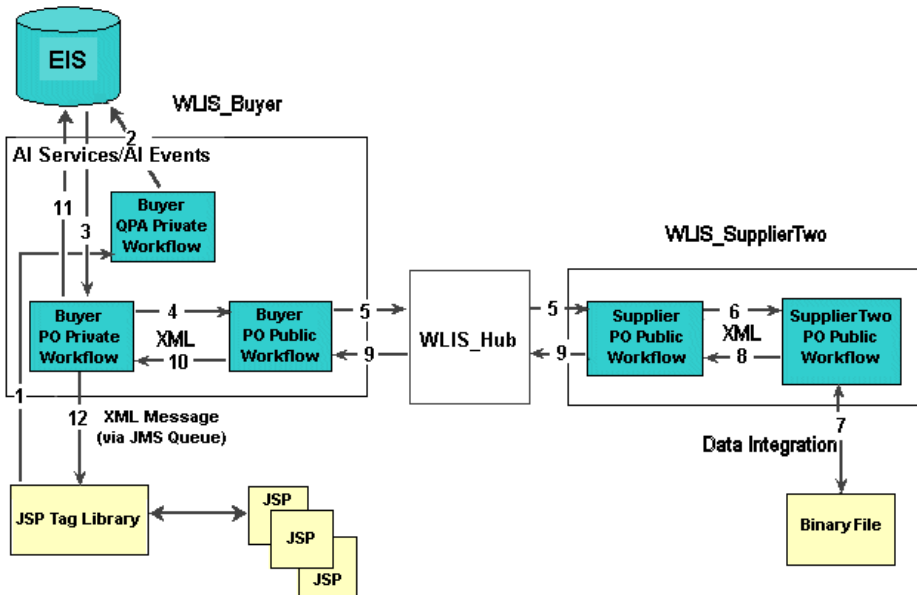 EIS
WLIS_Buyer
2
AI Services/AI Events
11
3
Buyer
QPA Private
Workflow
WLIS_SupplierTwo
Buyer
PO Private
Workflow
4
XML
10
Buyer
PO Public
Workflow
5
9
WLIS_Hub
5
9
Supplier
PO Public
Workflow
6
XML
8
SupplierTwo
PO Public
Workflow
1
12
XML Message
(via JMS Queue)
7
Data Integration
JSP Tag Library
JSP
JSP
JSP
Binary File